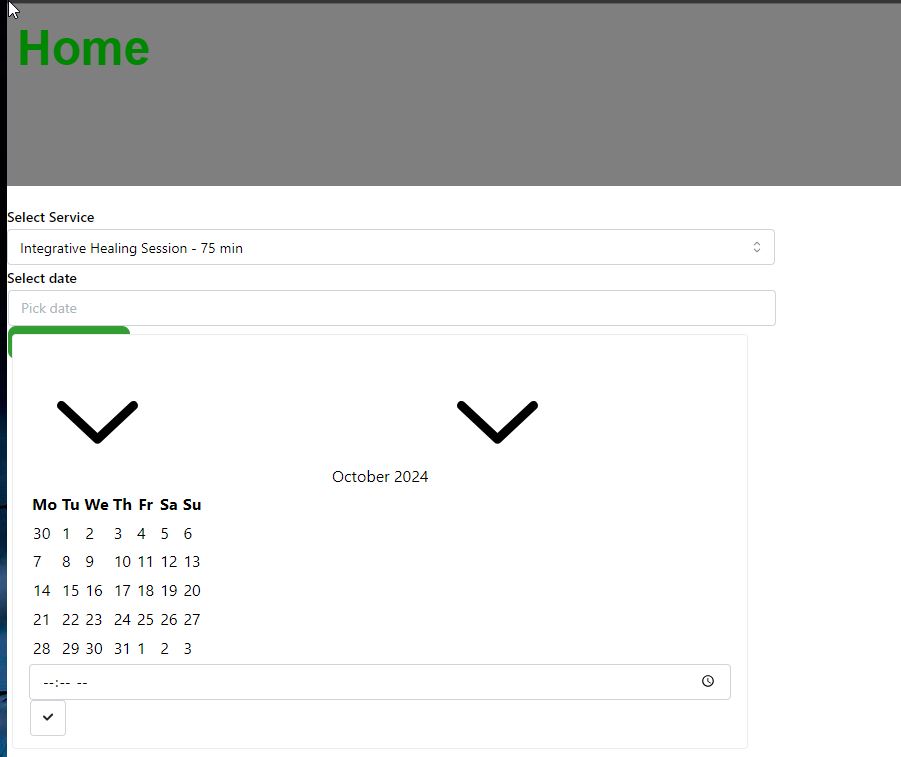 Home
Select Service
Integrative Healing Session - 75 min
Select date
Pick date
October 2024
Mo Tu We Th Fr Sa Su
30 1 2 3 4 5 6
7 8 9 10 11 12 13
14 15 16 17 18 19 20
21 22 23 24 25 26 27
28 29 30 31 1 2 3
--:-- --